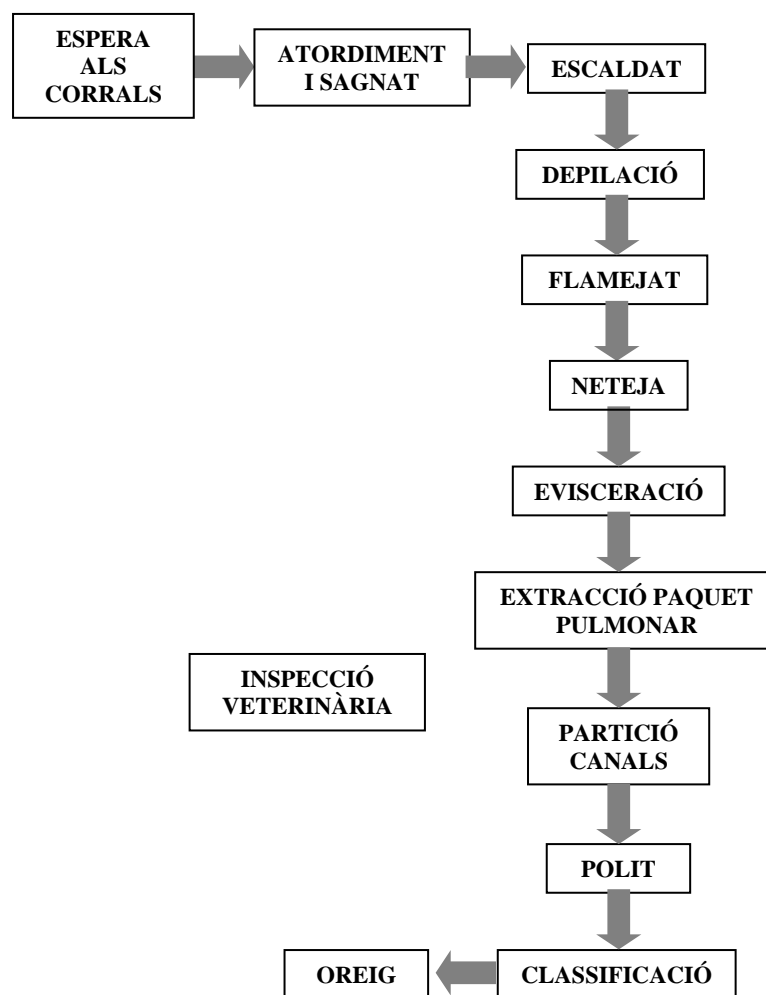 ESPERA
ALS
CORRALS
ATORDIMENT
I SAGNAT
ESCALDAT
DEPILACIÓ
FLAMEJAT
NETEJA
EVISCERACIÓ
EXTRACCIÓ PAQUET
PULMONAR
INSPECCIÓ
VETERINÀRIA
PARTICIÓ
CANALS
POLIT
CLASSIFICACIÓ
OREIG